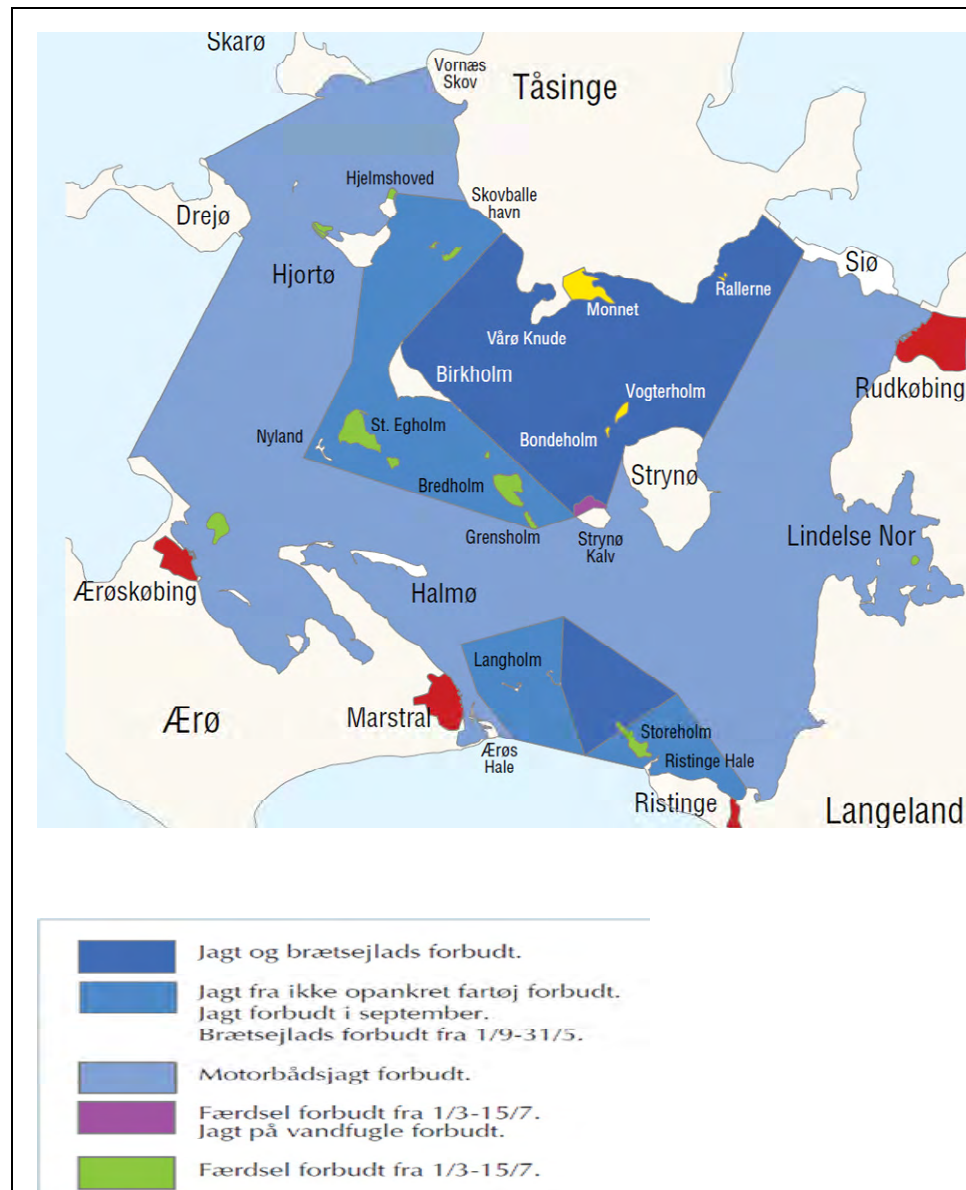 Skarø
Vornæs
Skov
Tåsinge
Hjelmshoved
Skovballe
havn
Drejø
Siø
Hjortø
Rallerne
Monnet
Vårø Knude
Birkholm
Rudkøbing
Vogterholm
St. Egholm
Nyland
Bondeholm
Strynø
Bredholm
Grensholm
Strynø
Kalv
Lindelse Nor
Ærøskøbing
Halmø
Langholm
Ærø
Marstral
Storeholm
Ærøs
Hale
Ristinge Hale
Ristinge
Langeland
Jagt og brætsejlads forbudt.
Jagt fra ikke opankret fartøj forbudt.
Jagt forbudt i september.
Brætsejlads forbudt fra 1/9-31/5.
Motorbådsjagt forbudt.
Færdsel forbudt fra 1/3-15/7.
Jagt på vandfugle forbudt.
Færdsel forbudt fra 1/3-15/7.